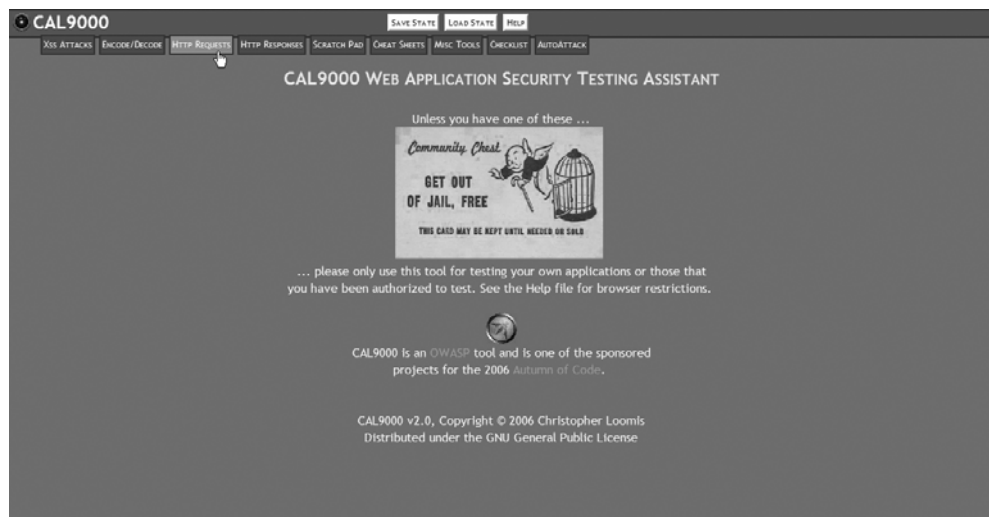 CAL9000
SAVE STATE LOAD STATE HELP
XSS ATTACKS ENCODE/DECODE HTTP REQUESTS HTTP RESPONSES SCRATCH PAD CHEAT SHEETS MISC TOOLS CHECKLIST AUTOATTACK
CAL9000 WEB APPLICATION SECURITY TESTING ASSISTANT
Unless you have one of these ...
Community Chest
GET OUT
OF JAIL, FREE
THIS CARD MAY BE KEPT UNTIL NEEDED OR SOLD
... please only use this tool for testing your own applications or those that
you have been authorized to test. See the Help file for browser restrictions.
CAL9000 is an OWASP tool and is one of the sponsored
projects for the 2006 Autumn of Code.
CAL9000 v2.0, Copyright © 2006 Christopher Loomis
Distributed under the GNU General Public License